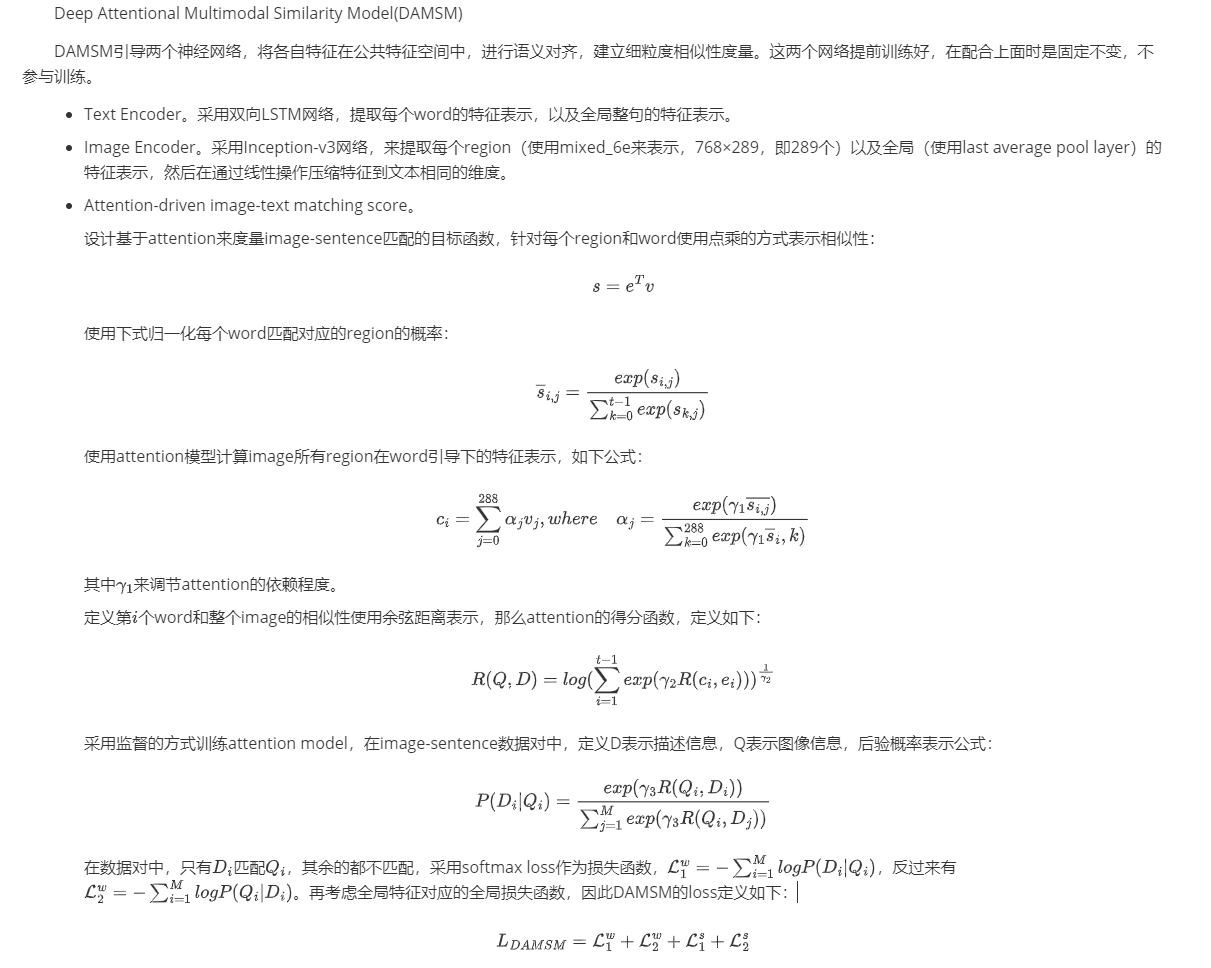 Deep Attentional Multimodal Similarity Model(DAMSM)
DAMSM引导两个神经网络，将各自特征在公共特征空间中，进行语义对齐，建立细粒度相似性度量。这两个网络提前训练好，在配合上面时是固定不变，不
参与训练。
• Text Encoder。采用双向LSTM网络，提取每个word的特征表示，以及全局整句的特征表示。
• Image Encoder。采用Inception-v3网络，来提取每个region（使用mixed_6e来表示，768×289，即289个）以及全局（使用last average pool layer）的
特征表示，然后在通过线性操作压缩特征到文本相同的维度。
• Attention-driven image-text matching score。
设计基于attention来度量image-sentence匹配的目标函数，针对每个region和word使用点乘的方式表示相似性：
$s = e^T v$
使用下式归一化每个word匹配对应的region的概率：
$\overline{s}_{i,j} = \frac{exp(s_{i,j})}{\sum_{k=0}^{t-1} exp(s_{k,j})}$
使用attention模型计算image所有region在word引导下的特征表示，如下公式：
$c_i = \sum_{j=0}^{288} \alpha_j v_j, where \quad \alpha_j = \frac{exp(\gamma_1 \overline{s_{i,j}})}{\sum_{k=0}^{288} exp(\gamma_1 \overline{s}_i, k)}$
其中$\gamma_1$来调节attention的依赖程度。
定义第$i$个word和整个image的相似性使用余弦距离表示，那么attention的得分函数，定义如下：
$R(Q, D) = log(\sum_{i=1}^{t-1} exp(\gamma_2 R(c_i, e_i)))^{\frac{1}{\gamma_2}}$
采用监督的方式训练attention model，在image-sentence数据对中，定义D表示描述信息，Q表示图像信息，后验概率表示公式：
$P(D_i|Q_i) = \frac{exp(\gamma_3 R(Q_i, D_i))}{\sum_{j=1}^{M} exp(\gamma_3 R(Q_i, D_j))}$
在数据对中，只有$D_i$匹配$Q_i$，其余的都不匹配，采用softmax loss作为损失函数，$\mathcal{L}_1^w = -\sum_{i=1}^{M} logP(D_i|Q_i)$，反过来有
$\mathcal{L}_2^w = -\sum_{i=1}^{M} logP(Q_i|D_i)$。再考虑全局特征对应的全局损失函数，因此DAMSM的loss定义如下：
$L_{DAMSM} = \mathcal{L}_1^w + \mathcal{L}_2^w + \mathcal{L}_1^s + \mathcal{L}_2^s$